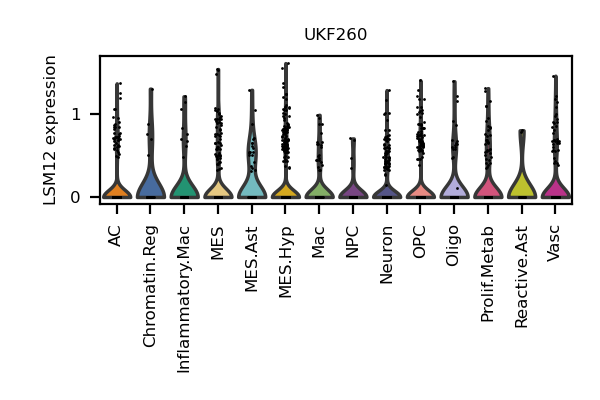 UKF260
LSM12 expression
1
0
AC
Chromatin.Reg
Inflammatory.Mac
MES
MES.Ast
MES.Hyp
Mac
NPC
Neuron
OPC
Oligo
Prolif.Metab
Reactive.Ast
Vasc